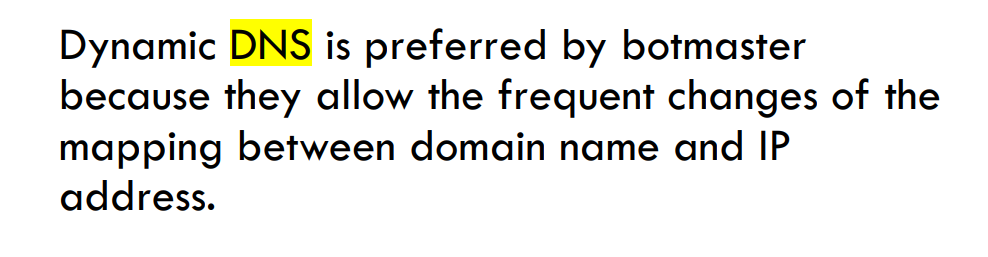 Dynamic DNS is preferred by botmaster
because they allow the frequent changes of the
mapping between domain name and IP
address.